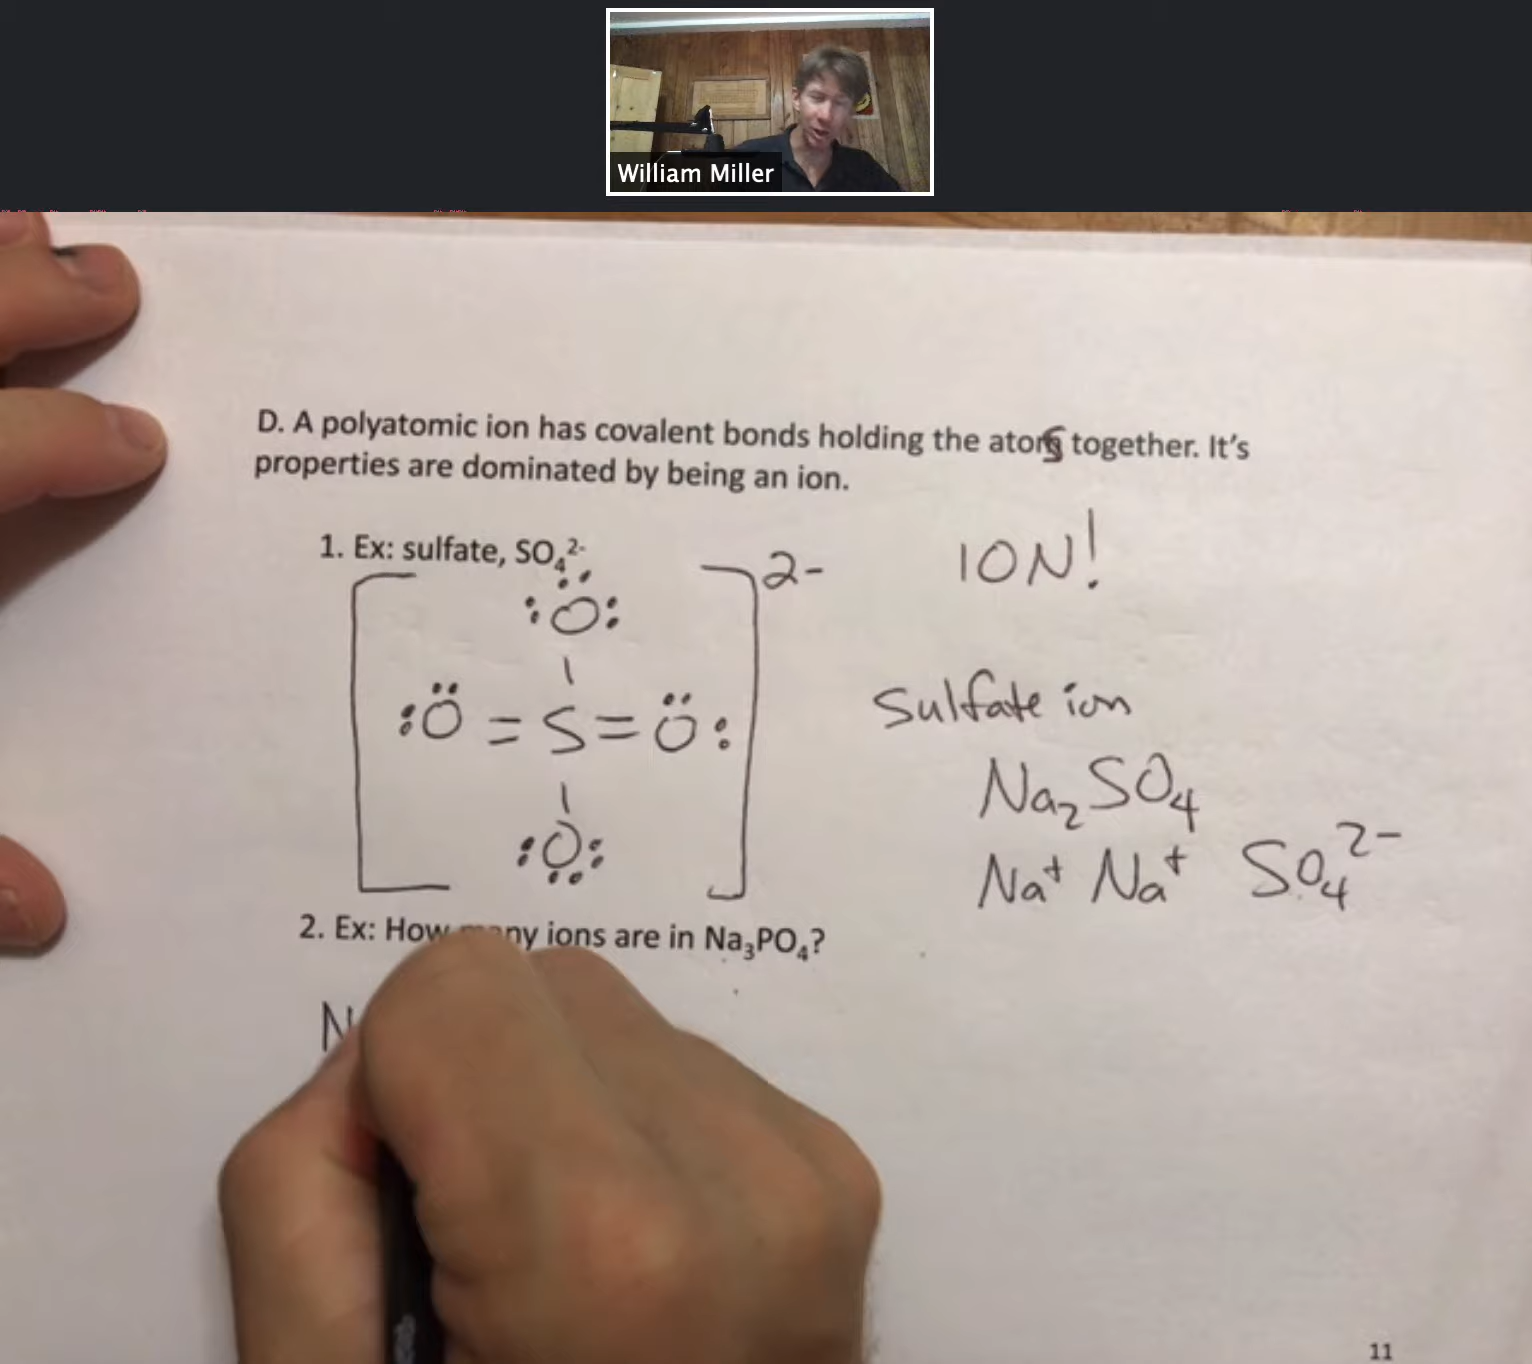 William Miller
D. A polyatomic ion has covalent bonds holding the atoms together. It's
properties are dominated by being an ion.
1. Ex: sulfate, SO₄²⁻
2-
ION!
:Ö:
:Ö = S = Ö:
:O:
Sulfate ion
Na₂SO₄
Na⁺ Na⁺ SO₄²⁻
2. Ex: How many ions are in Na₃PO₄?
N
11